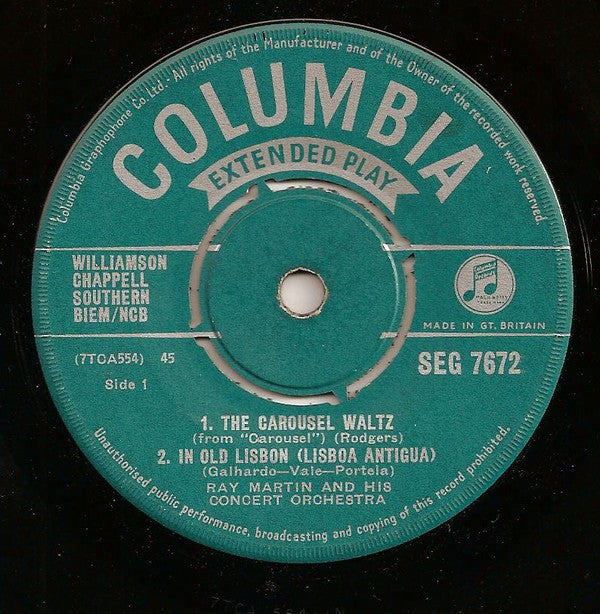 Columbia Graphophone Co. Ltd.- All rights of the Manufacturer and of the Owner of the recorded work reserved.
COLUMBIA
EXTENDED PLAY
WILLIAMSON
CHAPPELL
SOUTHERN
BIEM/NCB
MADE IN GT. BRITAIN
(7TCA554) 45
SEG 7672
Side 1
1. THE CAROUSEL WALTZ
(from "Carousel") (Rodgers)
2. IN OLD LISBON (LISBOA ANTIGUA)
(Galhardo—Vale—Portela)
RAY MARTIN AND HIS
CONCERT ORCHESTRA
Unauthorised public performance, broadcasting and copying of this record prohibited.